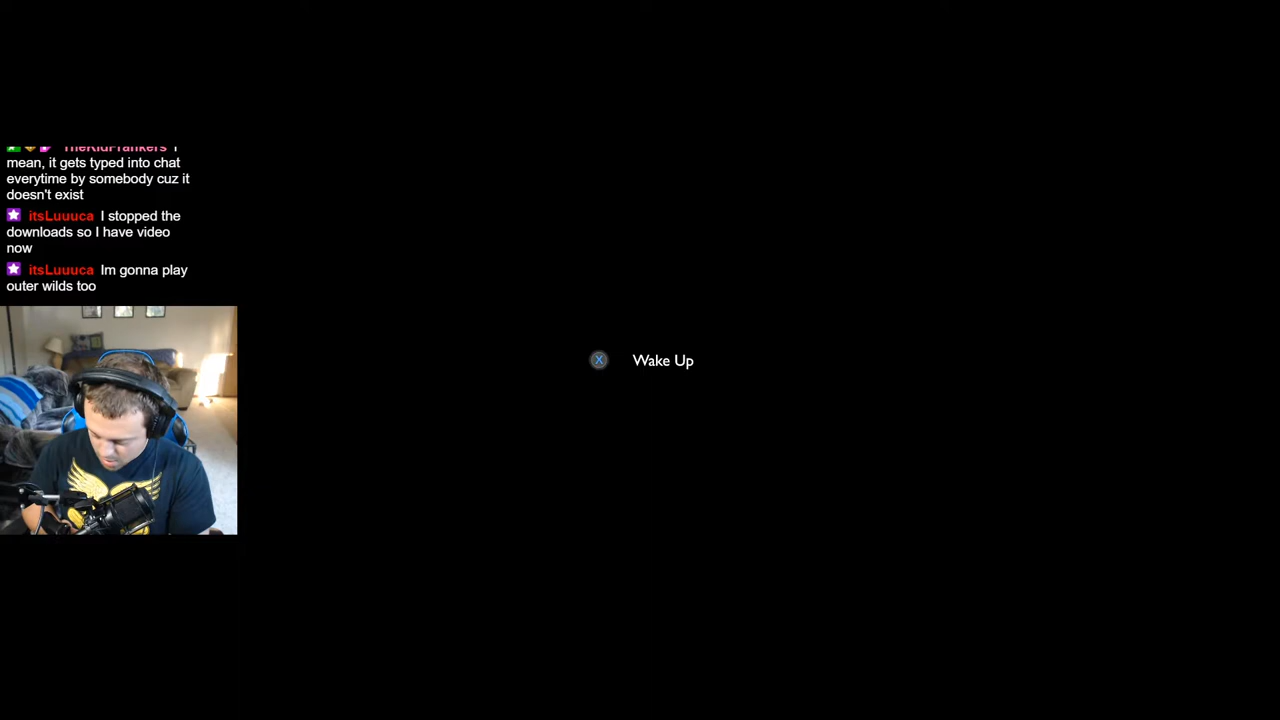 TheKidFrankers I
mean, it gets typed into chat
everytime by somebody cuz it
doesn't exist
itsLuuuca I stopped the
downloads so I have video
now
itsLuuuca Im gonna play
outer wilds too
X Wake Up